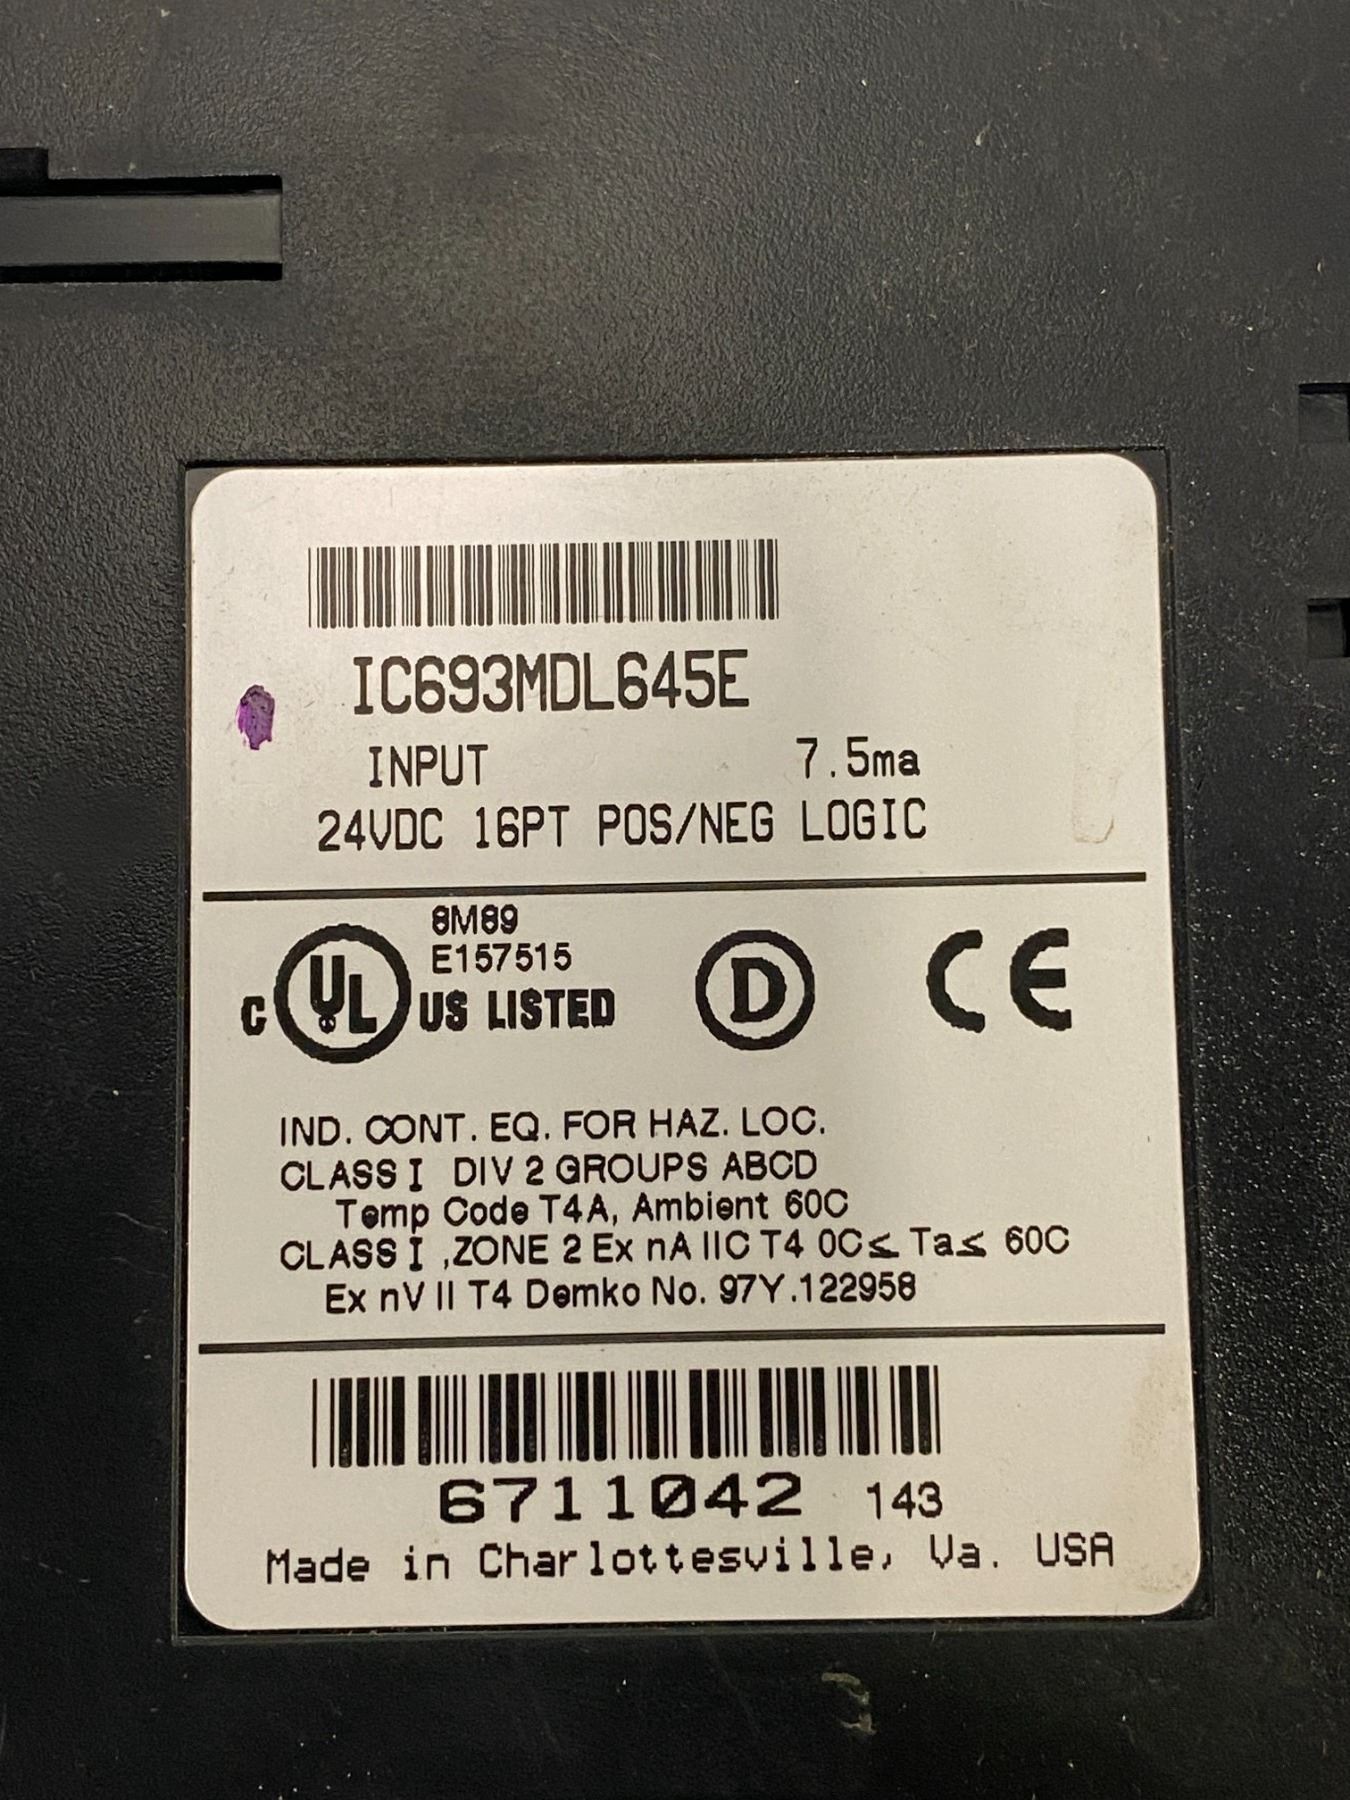 IC693MDL645E
INPUT 7.5ma
24VDC 16PT POS/NEG LOGIC
8M89
E157515
C UL US LISTED
D
CE
IND. CONT. EQ. FOR HAZ. LOC.
CLASS I DIV 2 GROUPS ABCD
Temp Code T4A, Ambient 60C
CLASS I ,ZONE 2 Ex nA IIC T4 0C≤ Ta≤ 60C
Ex nV II T4 Demko No. 97Y.122958
6711042 143
Made in Charlottesville, Va. USA